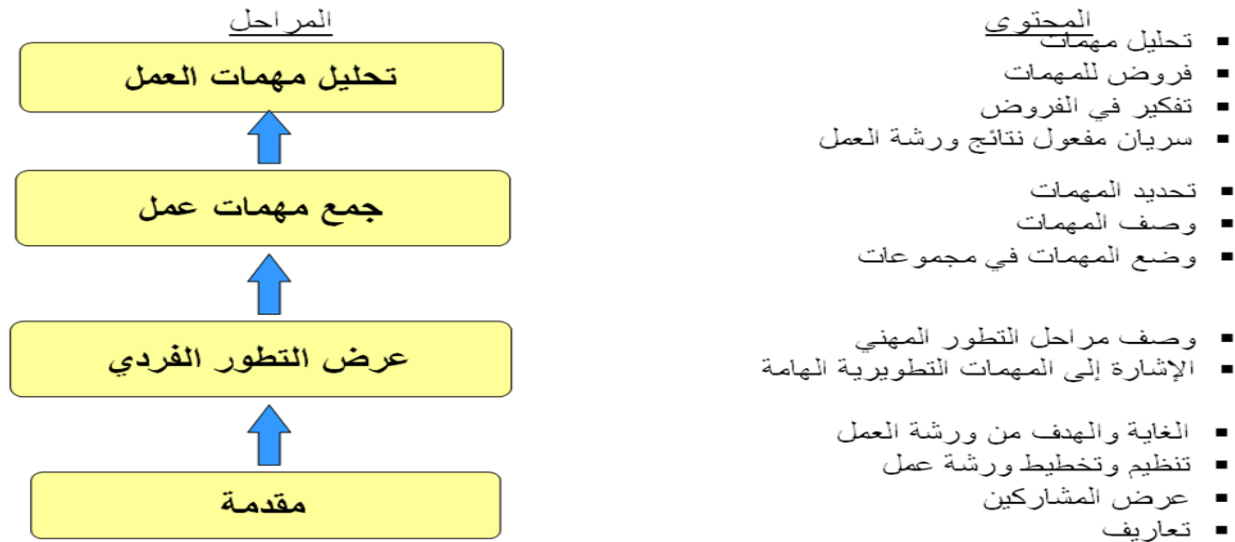 المحتوى
تحليل مهمات
فروض للمهمات
تفكير في الفروض
سريان مفعول نتائج ورشة العمل
تحديد المهمات
وصف المهمات
وضع المهمات في مجموعات
وصف مراحل التطور المهني
الإشارة إلى المهمات التطويرية الهامة
الغاية والهدف من ورشة العمل
تنظيم وتخطيط ورشة عمل
عرض المشاركين
تعاريف
المراحل
تحليل مهمات العمل
جمع مهمات عمل
عرض التطور الفردي
مقدمة